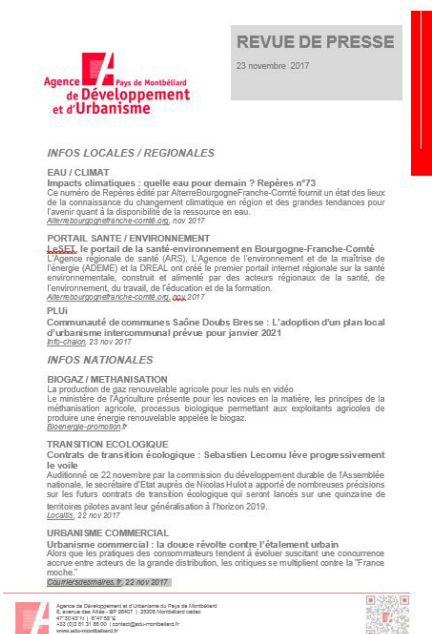 REVUE DE PRESSE
23 novembre 2017
Agence Pays de Montbéliard
de Développement
et d'Urbanisme
INFOS LOCALES / REGIONALES
EAU / CLIMAT
Impacts climatiques : quelle eau pour demain ? Repères n°73
Ce numéro de Repères édité par AlterreBourgogneFranche-Comté fournit un état des lieux
de la connaissance du changement climatique en région et des grandes tendances pour
l'avenir quant à la disponibilité de la ressource en eau.
Alterrebourgognefranche-comté.org, nov 2017
PORTAIL SANTE / ENVIRONNEMENT
LeSET, le portail de la santé-environnement en Bourgogne-Franche-Comté
L'Agence régionale de santé (ARS), L'Agence de l'environnement et de la maîtrise de
l'énergie (ADEME) et la DREAL ont créé le premier portail internet régionale sur la santé
environnementale, construit et alimenté par des acteurs régionaux de la santé, de
l'environnement, du travail, de l'éducation et de la formation.
Alterrebourgognefranche-comté.org, nov 2017
PLUi
Communauté de communes Saône Doubs Bresse : L'adoption d'un plan local
d'urbanisme intercommunal prévue pour janvier 2021
Info-chalon, 23 nov 2017
INFOS NATIONALES
BIOGAZ / METHANISATION
La production de gaz renouvelable agricole pour les nuls en vidéo
Le ministère de l'Agriculture présente pour les novices en la matière, les principes de la
méthanisation agricole, processus biologique permettant aux exploitants agricoles de
produire une énergie renouvelable appelée le biogaz.
Bioenergie-promotion.fr
TRANSITION ECOLOGIQUE
Contrats de transition écologique : Sebastien Lecornu lève progressivement
le voile
Auditionné ce 22 novembre par la commission du développement durable de l'Assemblée
nationale, le secrétaire d'Etat auprès de Nicolas Hulot a apporté de nombreuses précisions
sur les futurs contrats de transition écologique qui seront lancés sur une quinzaine de
territoires pilotes avant leur généralisation à l'horizon 2019.
Localtis, 22 nov 2017
URBANISME COMMERCIAL
Urbanisme commercial : la douce révolte contre l'étalement urbain
Alors que les pratiques des consommateurs tendent à évoluer suscitant une concurrence
accrue entre acteurs de la grande distribution, les critiques se multiplient contre la "France
moche."
Courriersdesmaires.fr, 22 nov 2017
Agence de Développement et d'Urbanisme du Pays de Montbéliard
www.adu-montbeliard.fr